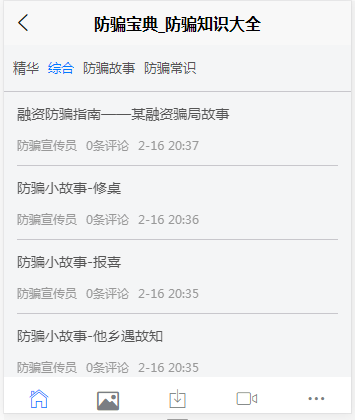 防骗宝典_防骗知识大全
精华 综合 防骗故事 防骗常识
融资防骗指南——某融资骗局故事
防骗宣传员 0条评论 2-16 20:37
防骗小故事-修桌
防骗宣传员 0条评论 2-16 20:36
防骗小故事-报喜
防骗宣传员 0条评论 2-16 20:35
防骗小故事-他乡遇故知
防骗宣传员 0条评论 2-16 20:35